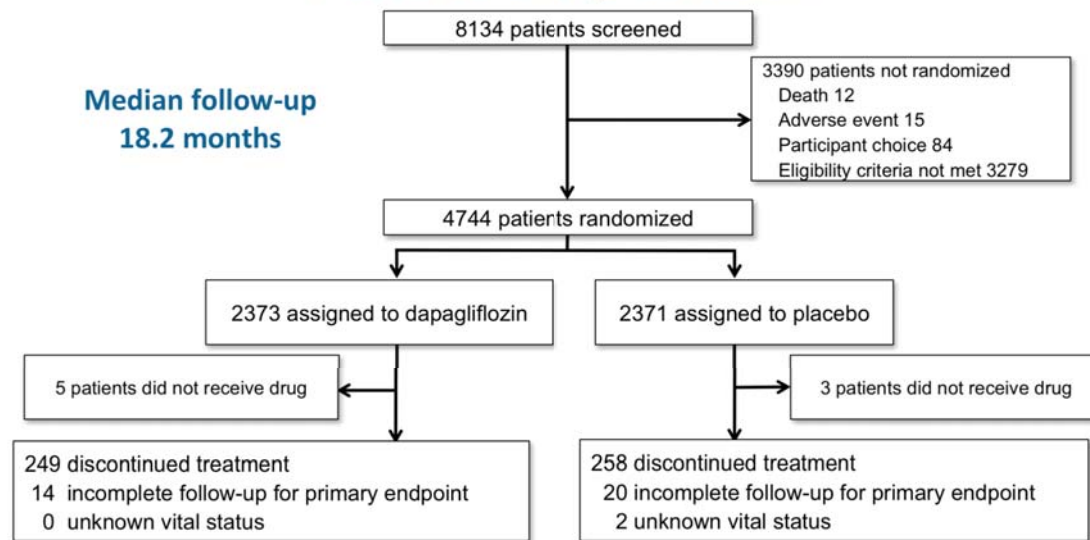 8134 patients screened
Median follow-up
18.2 months
3390 patients not randomized
Death 12
Adverse event 15
Participant choice 84
Eligibility criteria not met 3279
4744 patients randomized
2373 assigned to dapagliflozin
2371 assigned to placebo
5 patients did not receive drug
3 patients did not receive drug
249 discontinued treatment
14 incomplete follow-up for primary endpoint
0 unknown vital status
258 discontinued treatment
20 incomplete follow-up for primary endpoint
2 unknown vital status